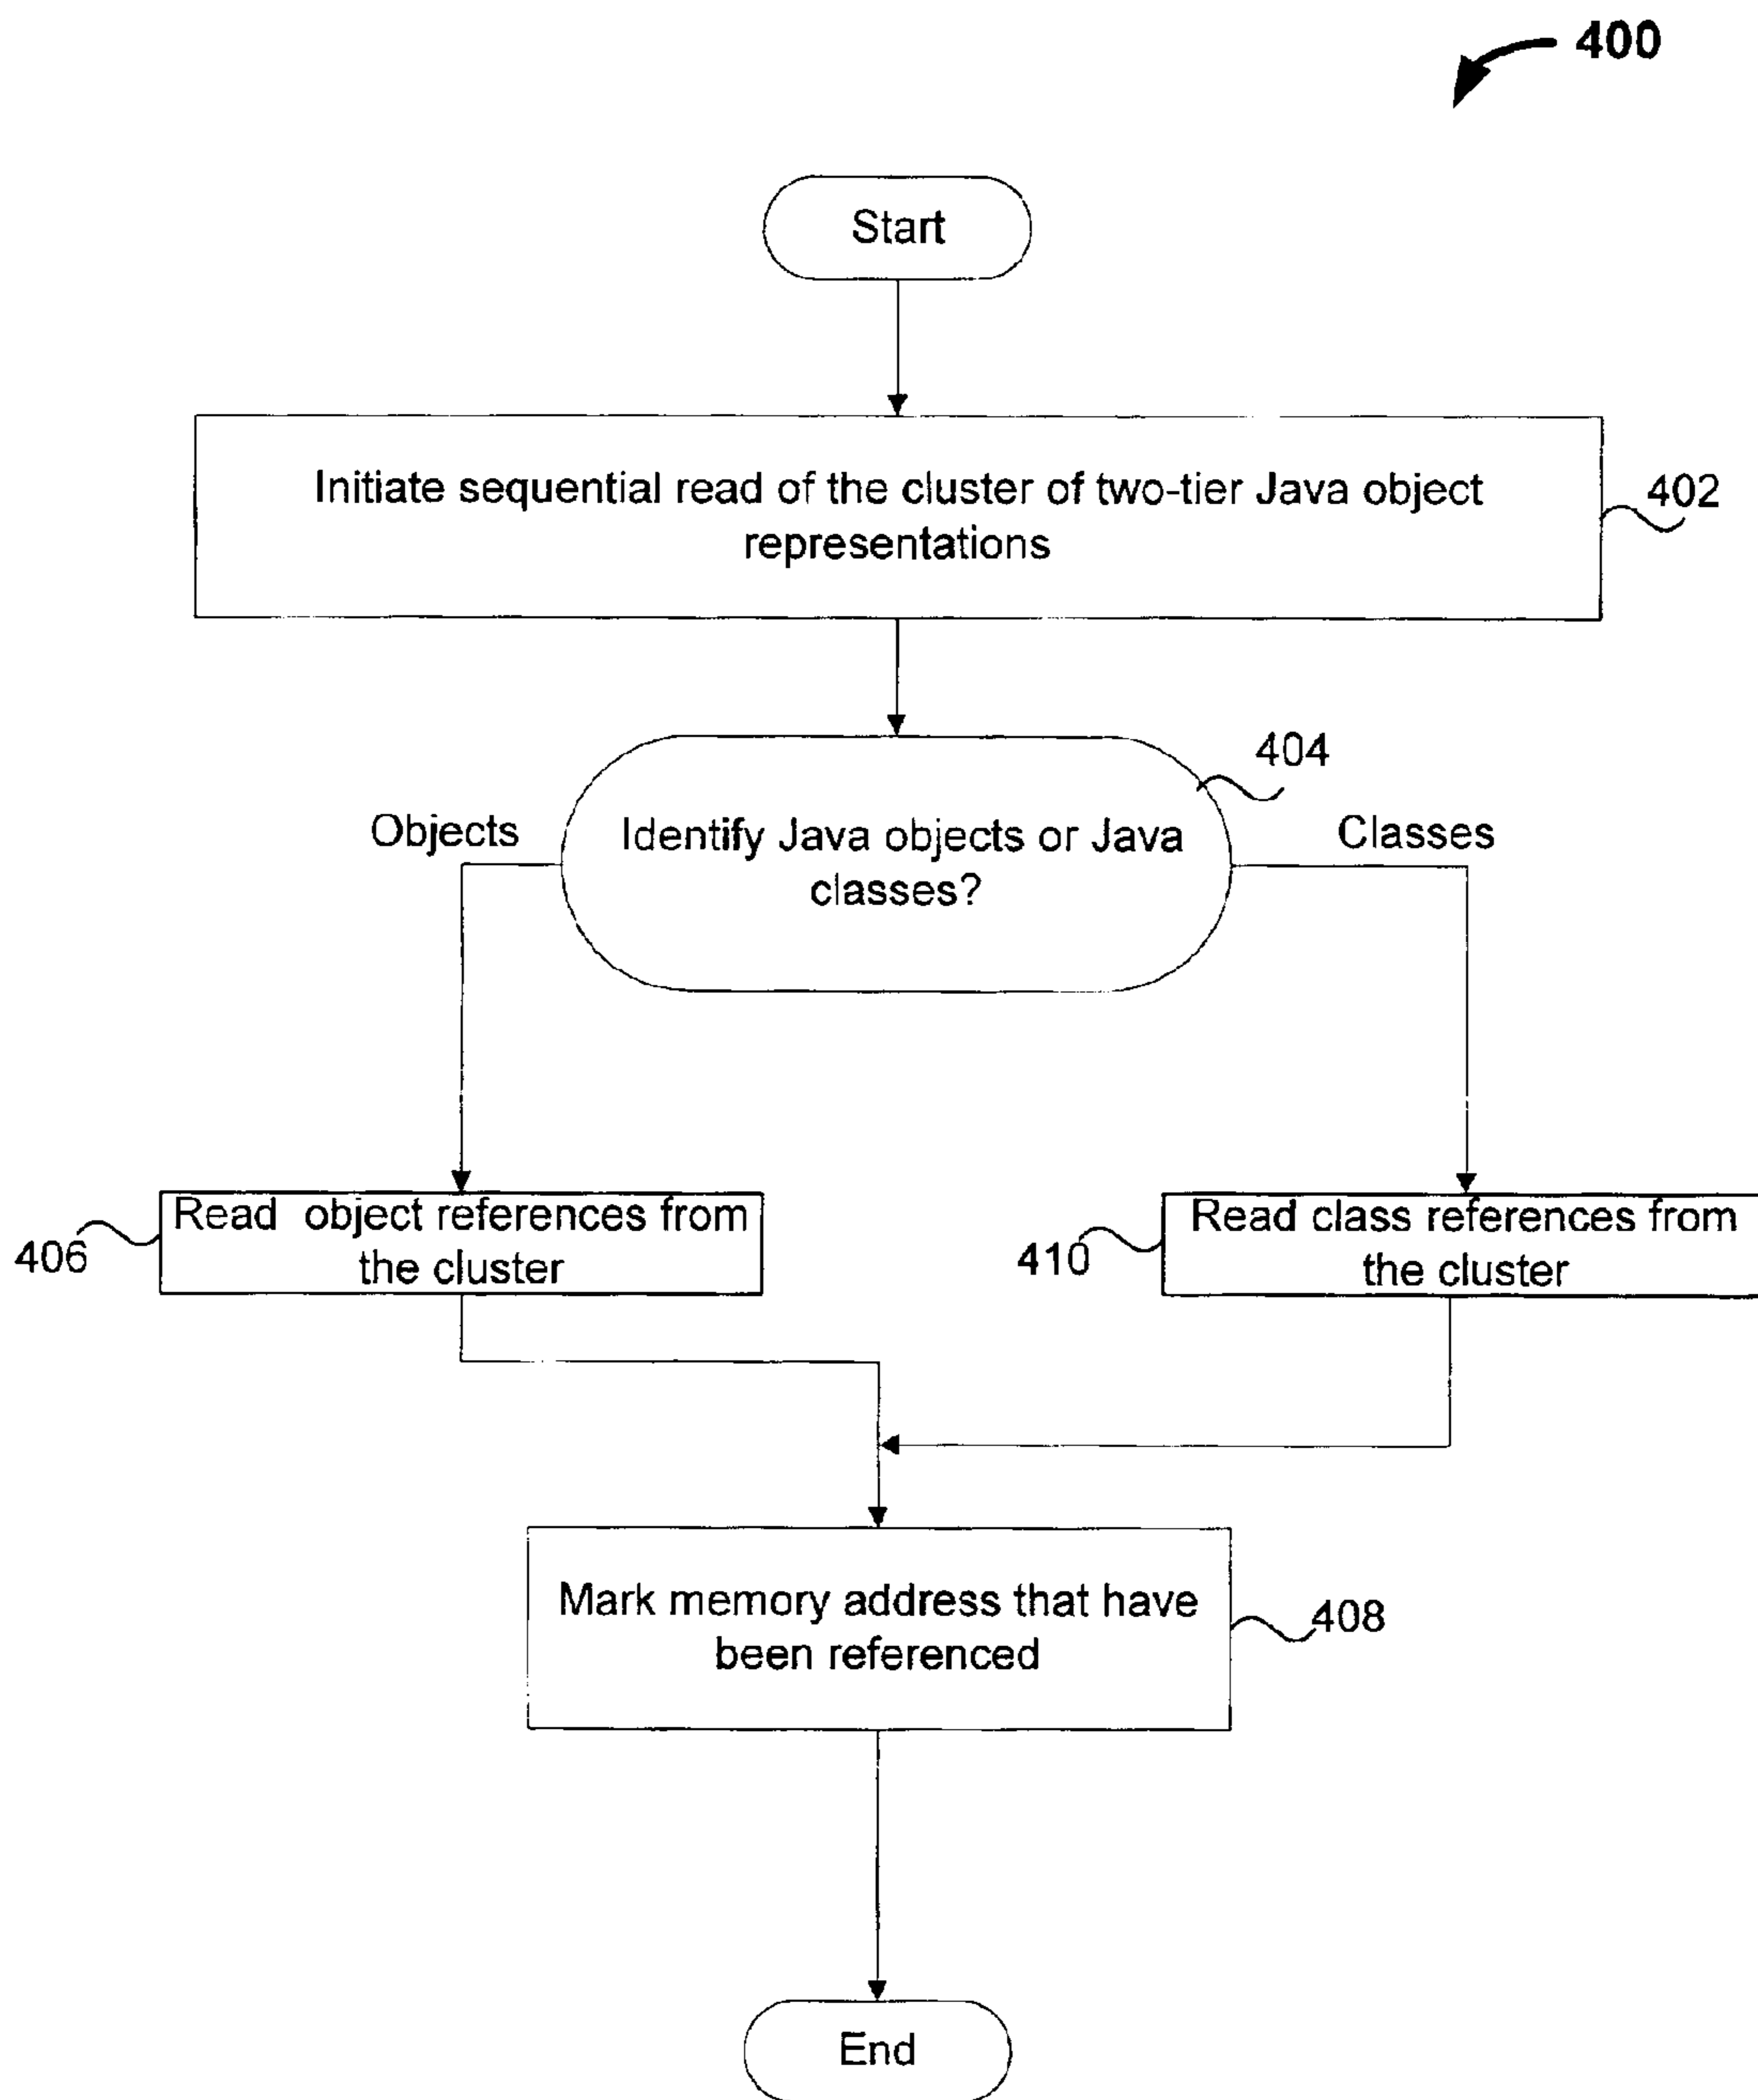 400
Start
Initiate sequential read of the cluster of two-tier Java object
representations
402
404
Objects
Identify Java objects or Java
classes?
Classes
Read object references from
the cluster
406
Read class references from
the cluster
410
Mark memory address that have
been referenced
408
End